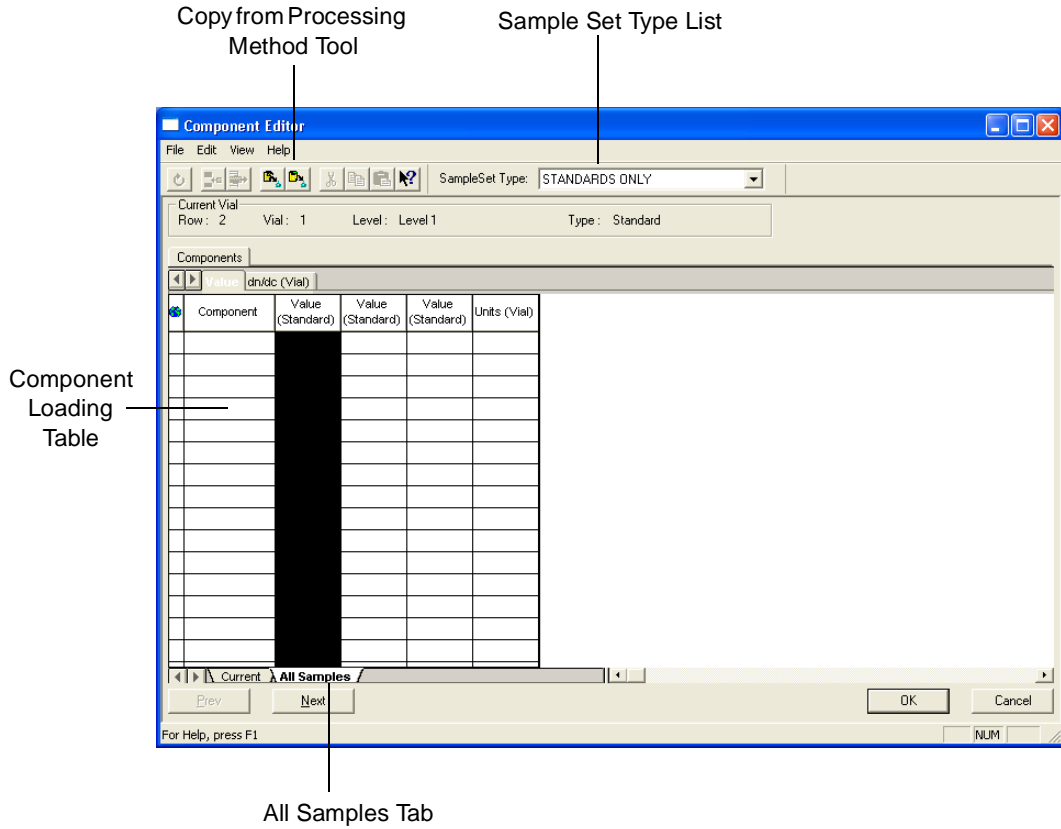 Copy from Processing
Method Tool
Sample Set Type List
Component Editor
File Edit View Help
SampleSet Type: STANDARDS ONLY
Current Vial
Row: 2 Vial: 1 Level: Level 1 Type: Standard
Components
Value dn/dc (Vial)
Component Value (Standard) Value (Standard) Value (Standard) Units (Vial)
Component
Loading
Table
Current All Samples
Prev Next OK Cancel
For Help, press F1 NUM
All Samples Tab